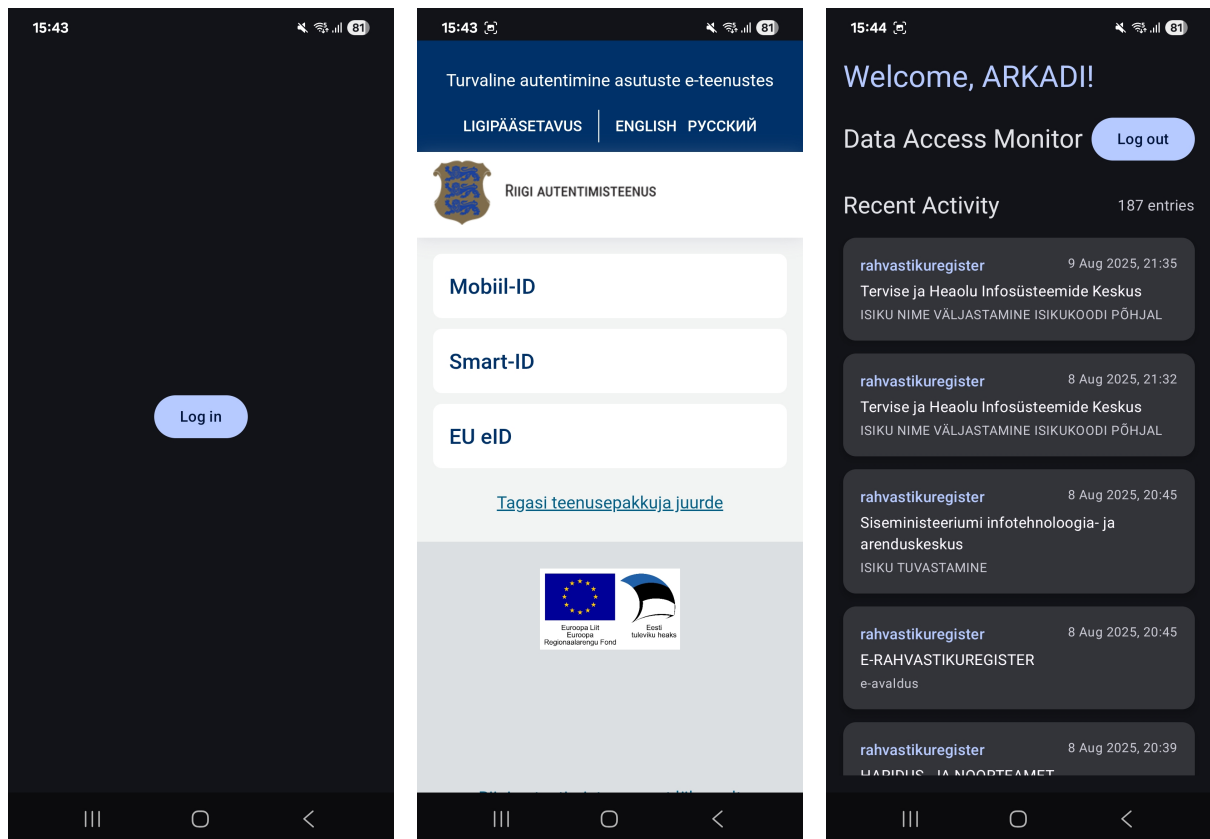 15:43
81
Log in
15:43
81
Turvaline autentimine asutuste e-teenustes
LIGIPÄÄSETAVUS ENGLISH РУССКИЙ
RIIGI AUTENTIMISTEENUS
Mobiil-ID
Smart-ID
EU eID
Tagasi teenusepakkuja juurde
Euroopa Liit
Euroopa
Regionaalarengu Fond
Eesti
tuleviku heaks
15:44
81
Welcome, ARKADI!
Data Access Monitor Log out
Recent Activity 187 entries
rahvastikuregister 9 Aug 2025, 21:35
Tervise ja Heaolu Infosüsteemide Keskus
ISIKU NIME VÄLJASTAMINE ISIKUKOODI PÕHJAL
rahvastikuregister 8 Aug 2025, 21:32
Tervise ja Heaolu Infosüsteemide Keskus
ISIKU NIME VÄLJASTAMINE ISIKUKOODI PÕHJAL
rahvastikuregister 8 Aug 2025, 20:45
Siseministeeriumi infotehnoloogia- ja
arenduskeskus
ISIKU TUVASTAMINE
rahvastikuregister 8 Aug 2025, 20:45
E-RAHVASTIKUREGISTER
e-avaldus
rahvastikuregister 8 Aug 2025, 20:39
HARIDUS- JA NOORTEAMET